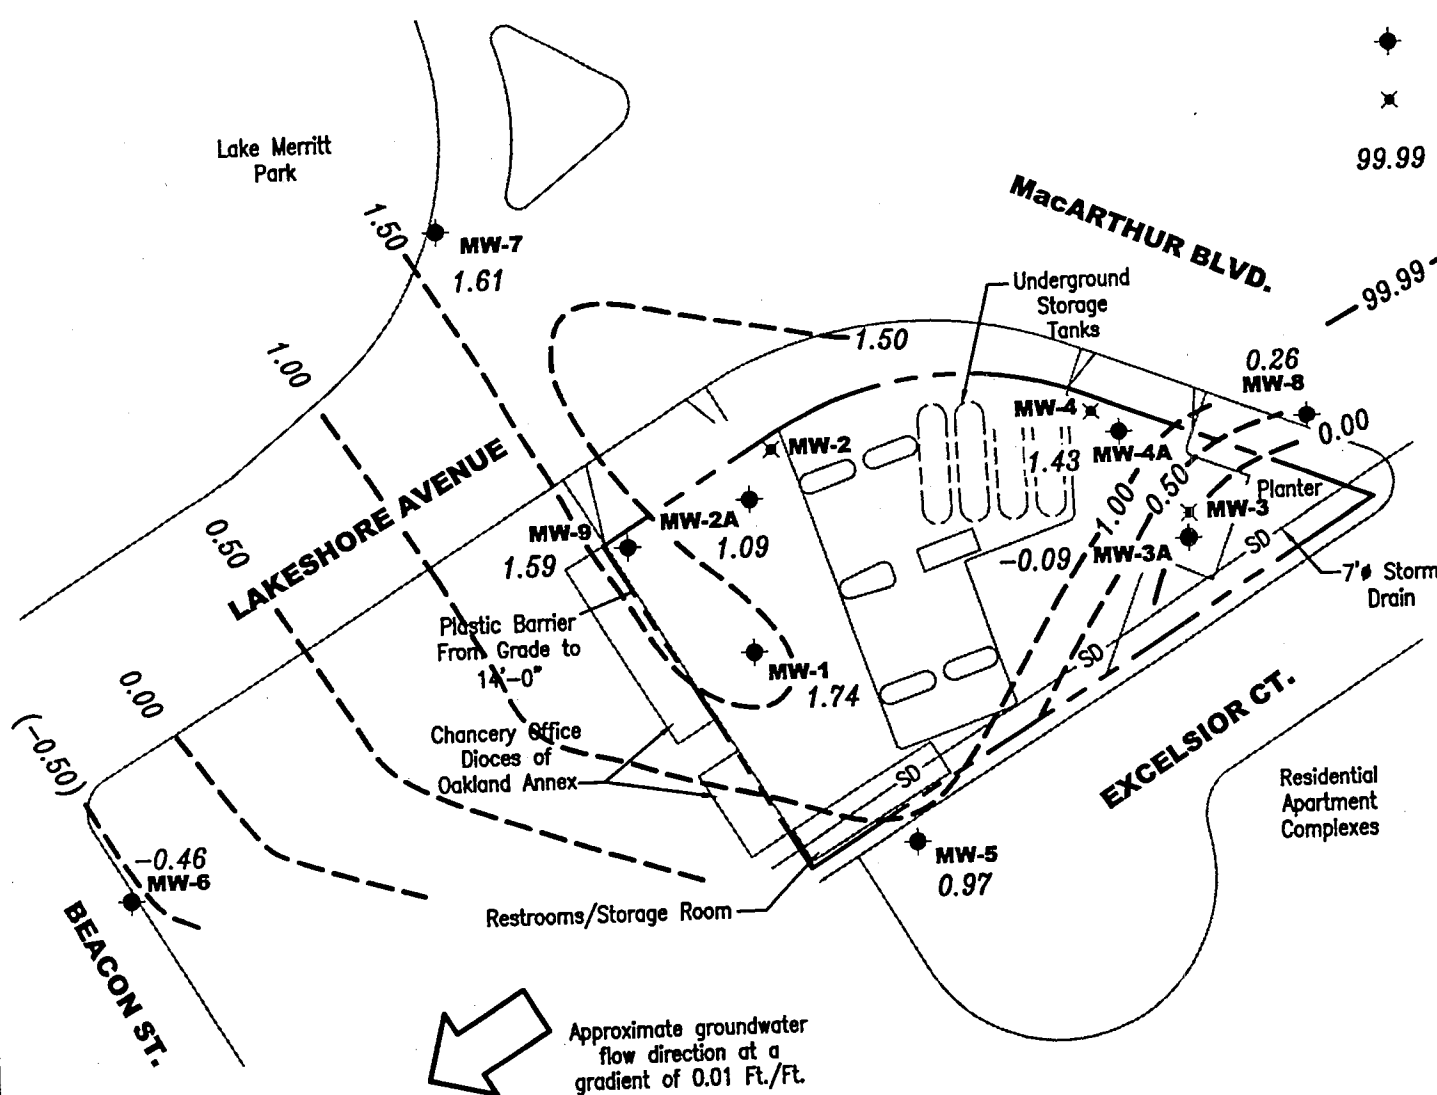 Lake Merritt
Park
99.99
MacARTHUR BLVD.
1.50
MW-7
1.61
Underground
Storage
Tanks
99.99
1.00
1.50
0.26
MW-8
MW-4
0.00
MW-2
1.43
MW-4A
LAKESHORE AVENUE
0.50
1.00
0.50
Planter
MW-3
MW-9
MW-2A
1.59
1.09
-0.09
MW-3A
SD
7'ø Storm
Drain
Plastic Barrier
From Grade to
14'-0"
SD
MW-1
1.74
0.00
(-0.50)
Chancery Office
Dioces of
Oakland Annex
SD
EXCELSIOR CT.
Residential
Apartment
Complexes
-0.46
MW-6
MW-5
0.97
Restrooms/Storage Room
BEACON ST.
Approximate groundwater
flow direction at a
gradient of 0.01 Ft./Ft.